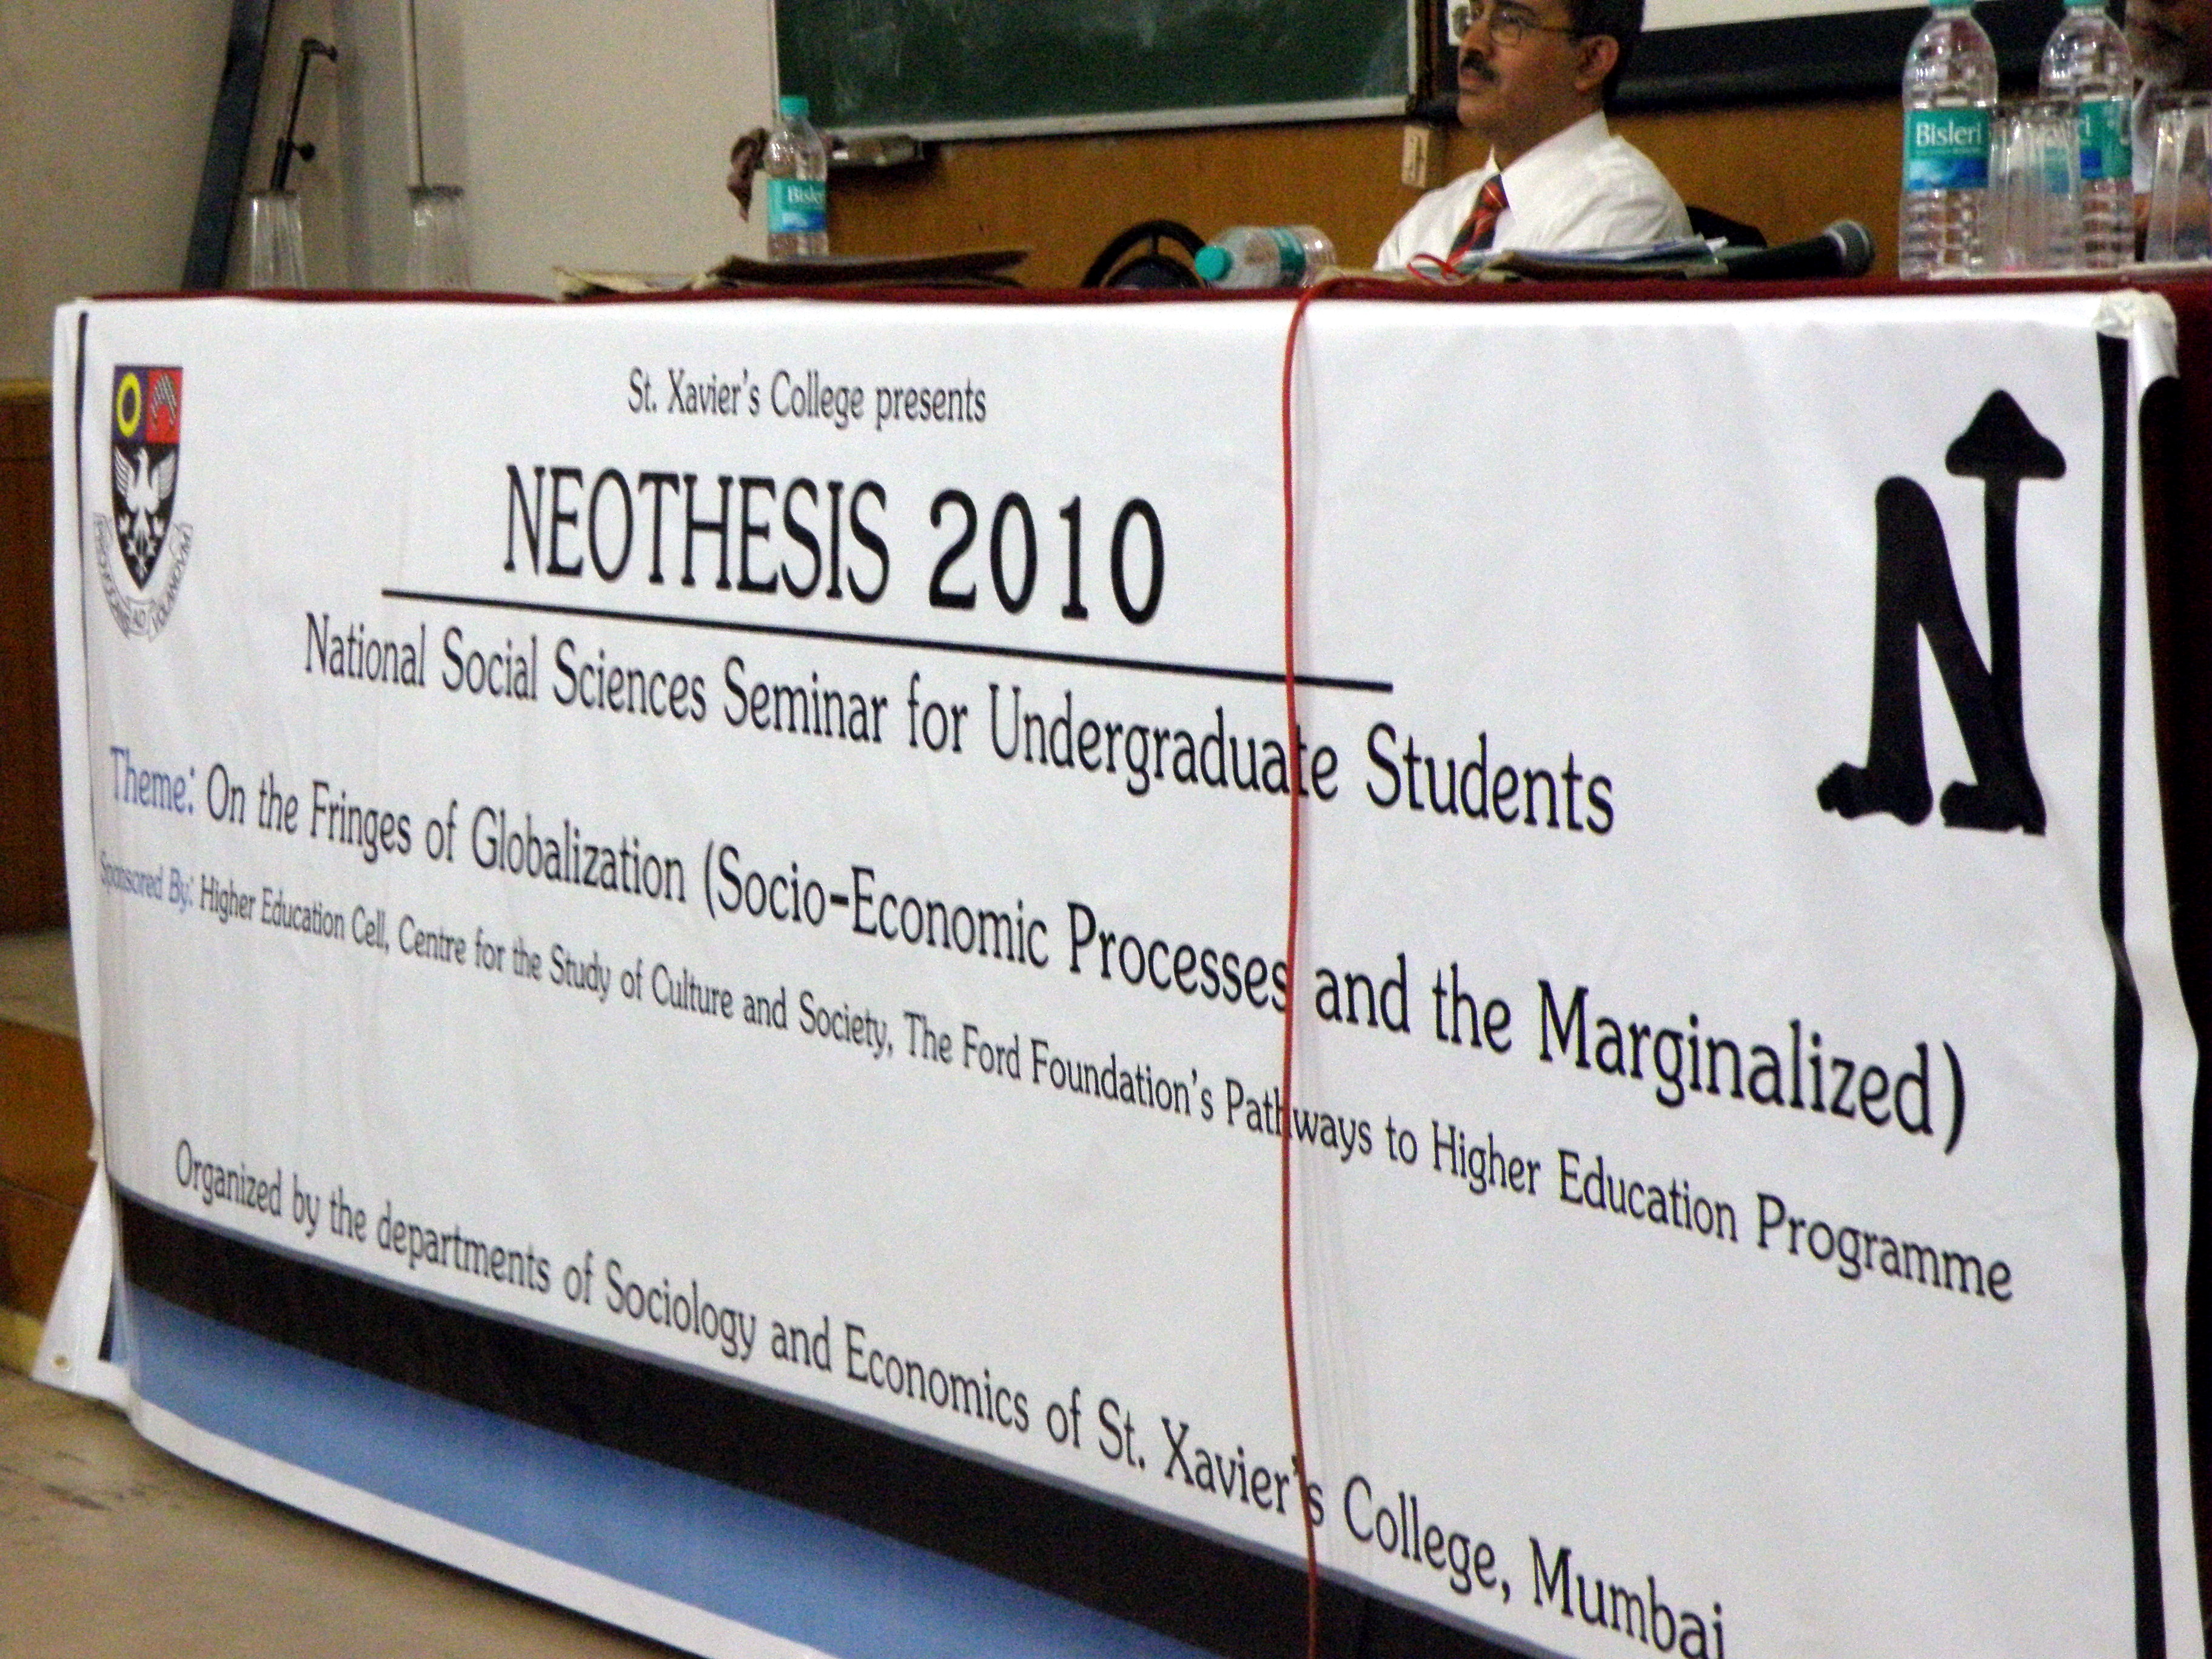 Bisleri
Bisleri
St. Xavier's College presents
NEOTHESIS 2010
National Social Sciences Seminar for Undergraduate Students
Theme: On the Fringes of Globalization (Socio-Economic Processes and the Marginalized)
Sponsored By: Higher Education Cell, Centre for the Study of Culture and Society, The Ford Foundation's Pathways to Higher Education Programme
Organized by the departments of Sociology and Economics of St. Xavier's College, Mumbai
N